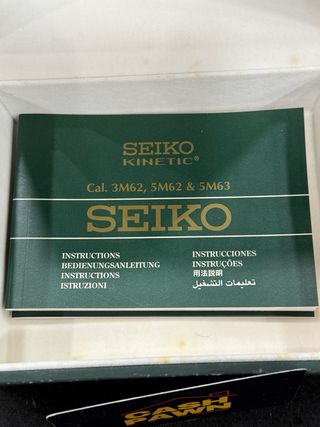 SEIKO
KINETIC®
Cal. 3M62, 5M62 & 5M63
SEIKO
INSTRUCTIONS
BEDIENUNGSANLEITUNG
INSTRUCTIONS
ISTRUZIONI
INSTRUCCIONES
INSTRUÇÕES
用法説明
تعليمات التشغيل
CASH
PAWN